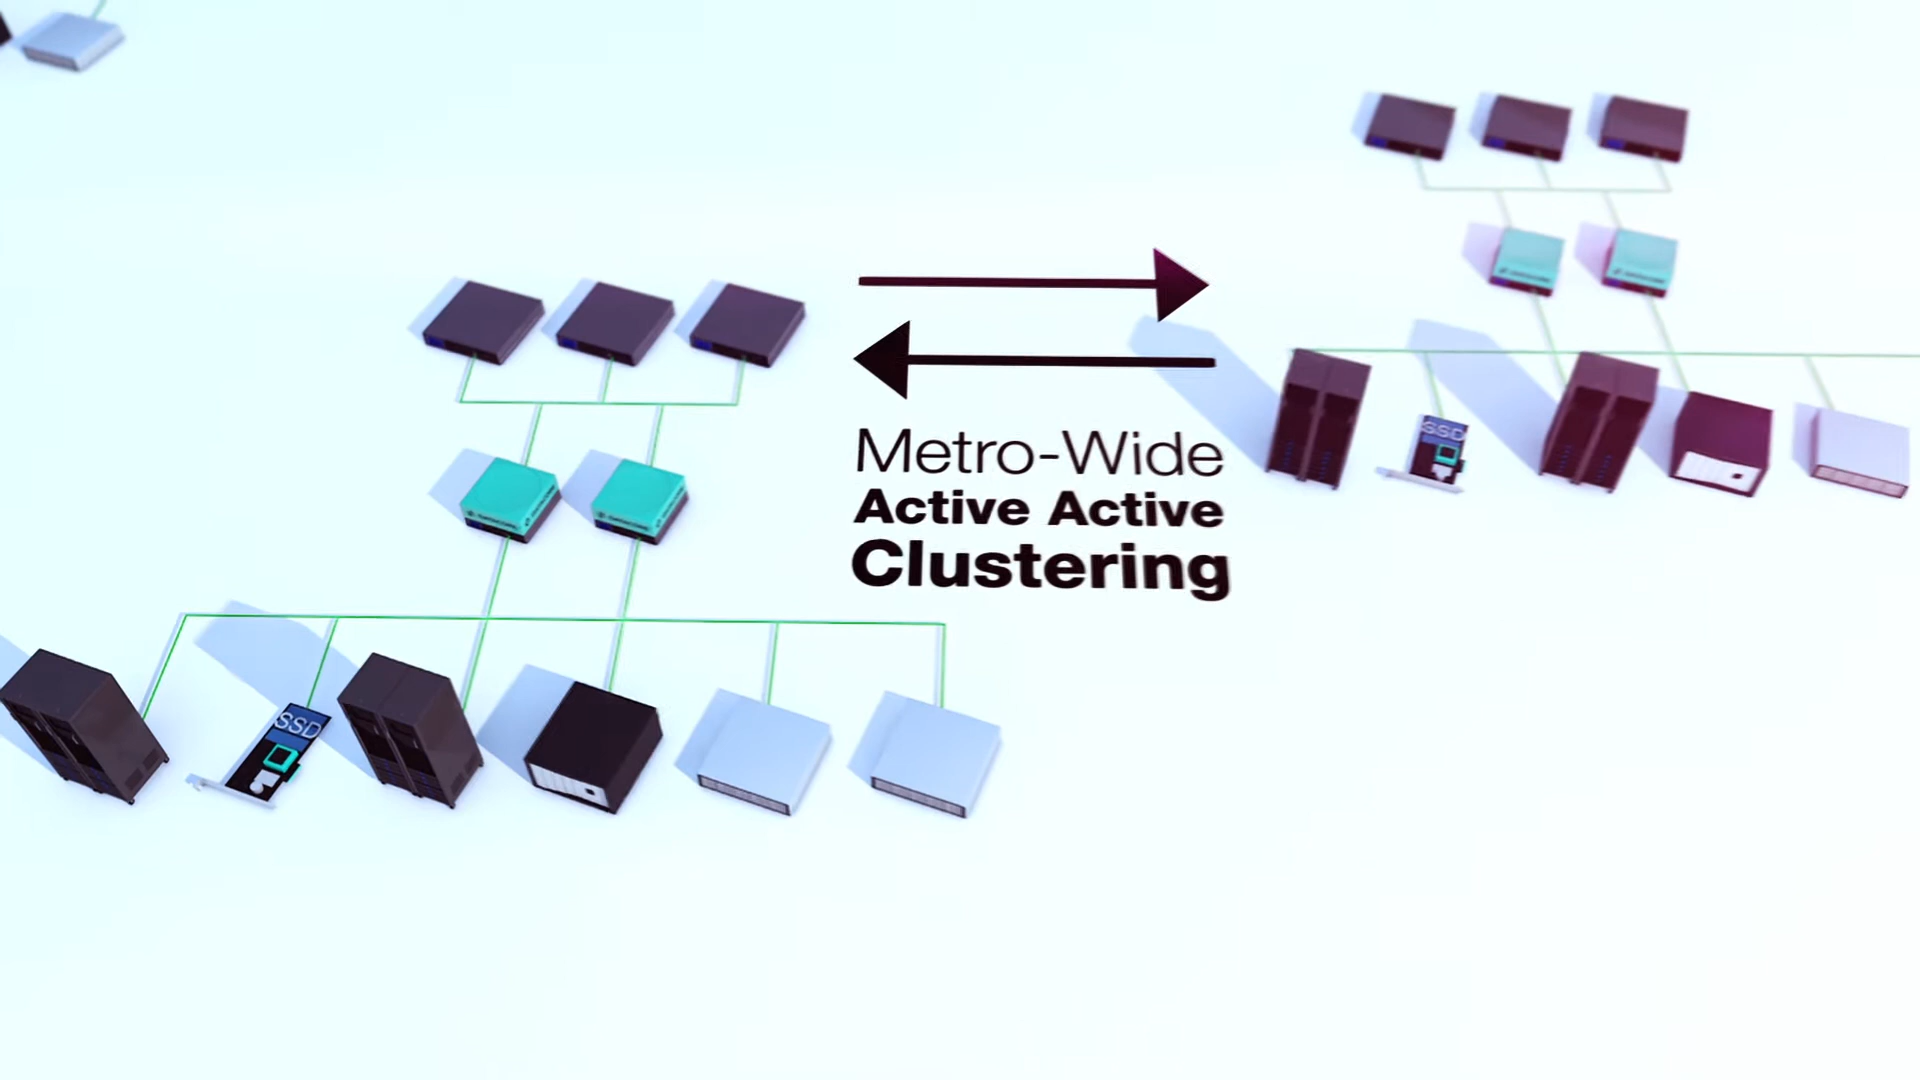 Metro-Wide
Active Active
Clustering
SSD
SSD